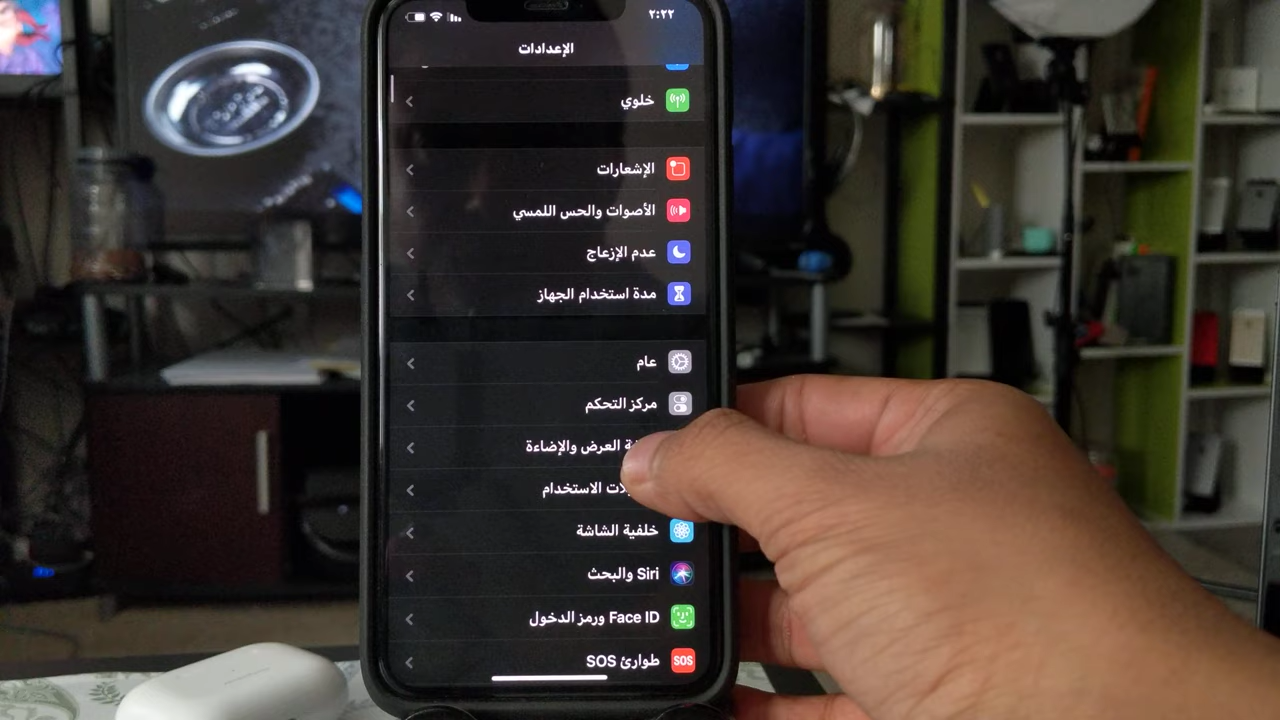 ٢:٢٢
الإعدادات
خلوي
الإشعارات
الأصوات والحس اللمسي
عدم الإزعاج
مدة استخدام الجهاز
عام
مركز التحكم
العرض والإضاءة
الاستخدام
خلفية الشاشة
Siri والبحث
Face ID ورمز الدخول
طوارئ SOS
SOS